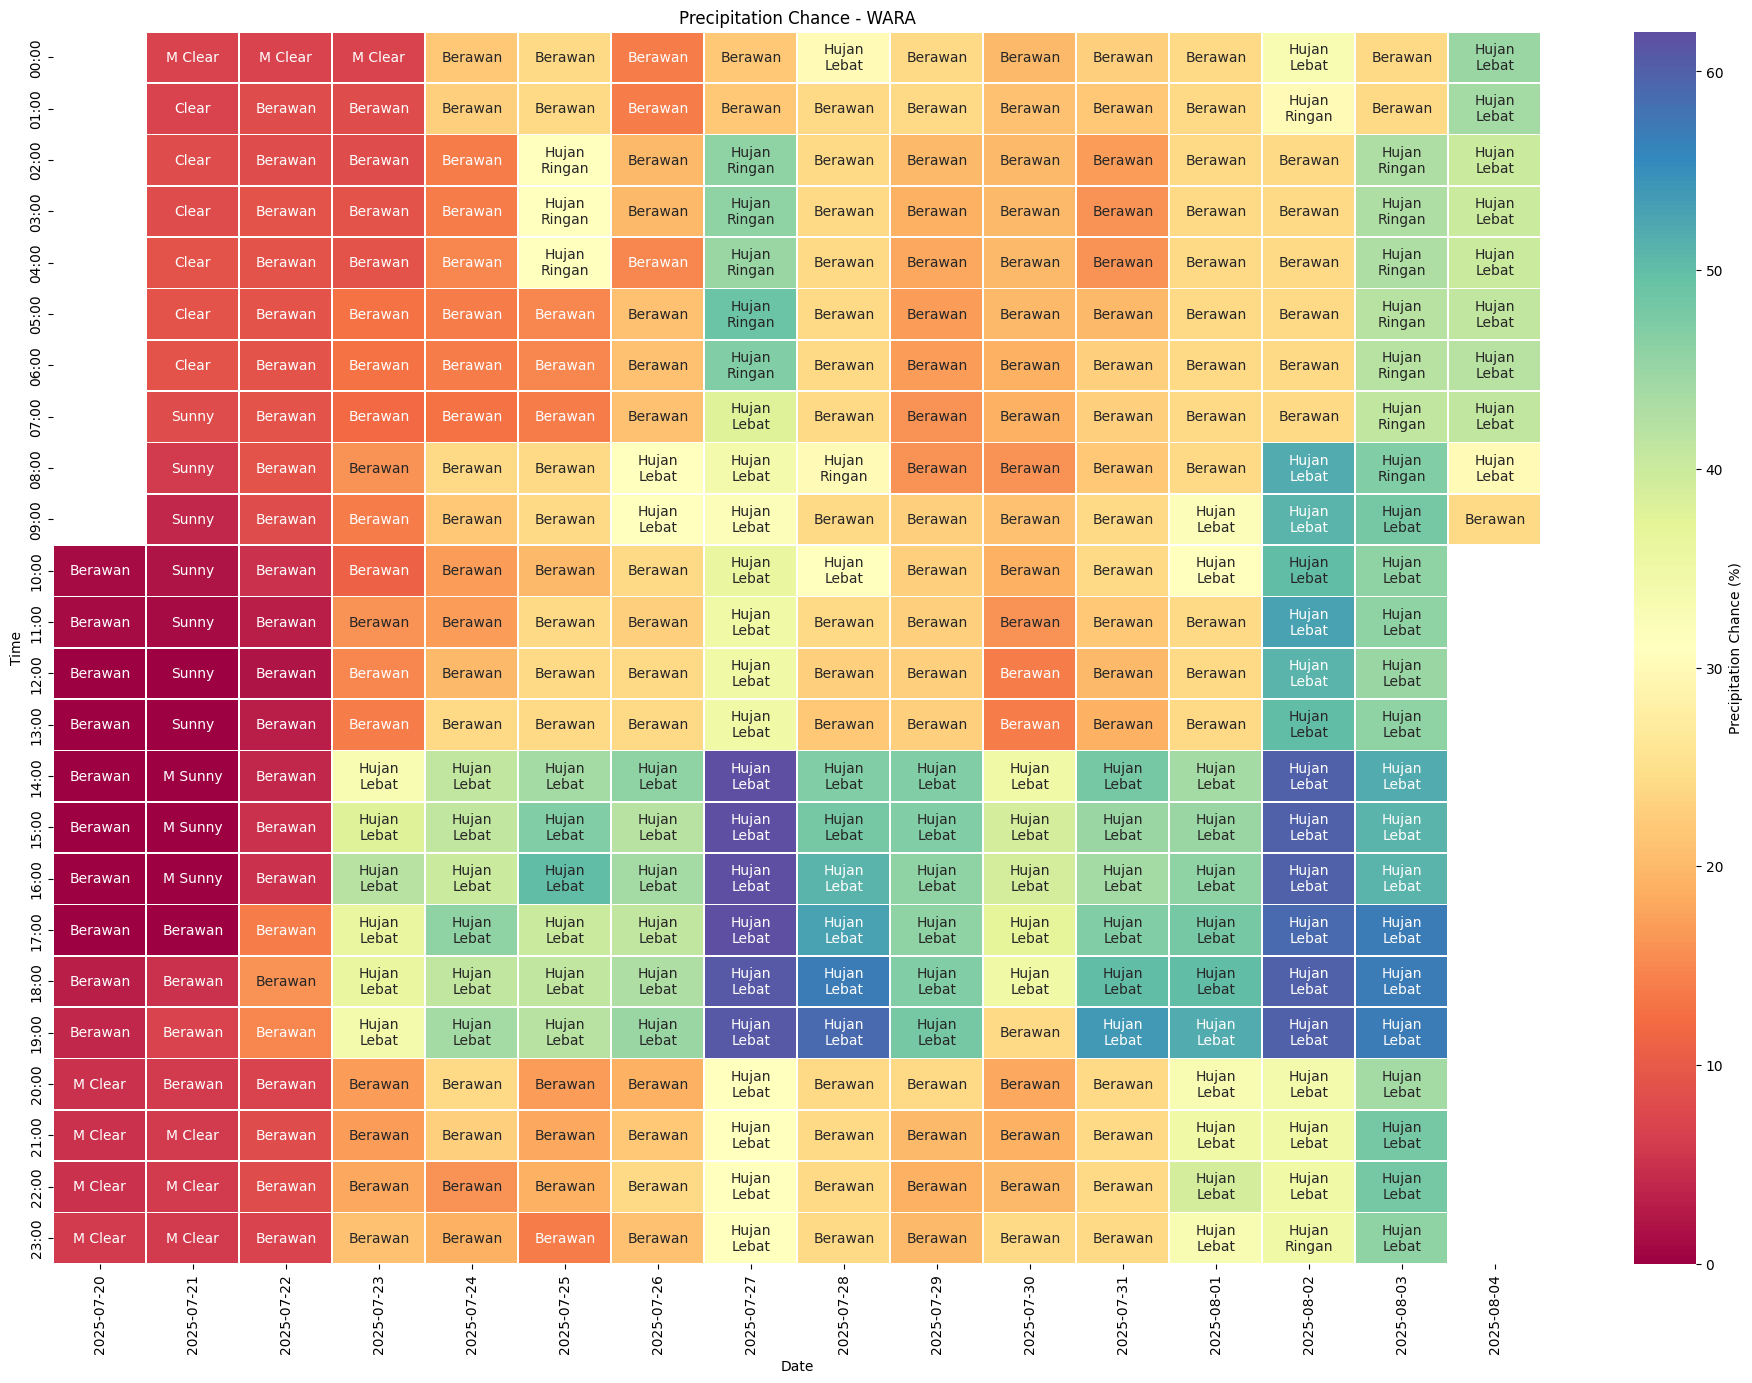 Precipitation Chance - WARA
00:00 M Clear M Clear M Clear Berawan Berawan Berawan Berawan Hujan Lebat Berawan Berawan Berawan Berawan Hujan Lebat Berawan Hujan Lebat
01:00 Clear Berawan Berawan Berawan Berawan Berawan Berawan Berawan Berawan Berawan Berawan Berawan Hujan Ringan Berawan Hujan Lebat
02:00 Clear Berawan Berawan Berawan Hujan Ringan Berawan Hujan Ringan Berawan Berawan Berawan Berawan Berawan Berawan Hujan Ringan Hujan Lebat
03:00 Clear Berawan Berawan Berawan Hujan Ringan Berawan Hujan Ringan Berawan Berawan Berawan Berawan Berawan Berawan Hujan Ringan Hujan Lebat
04:00 Clear Berawan Berawan Berawan Hujan Ringan Berawan Hujan Ringan Berawan Berawan Berawan Berawan Berawan Berawan Hujan Ringan Hujan Lebat
05:00 Clear Berawan Berawan Berawan Berawan Berawan Hujan Ringan Berawan Berawan Berawan Berawan Berawan Berawan Hujan Ringan Hujan Lebat
06:00 Clear Berawan Berawan Berawan Berawan Berawan Hujan Ringan Berawan Berawan Berawan Berawan Berawan Berawan Hujan Ringan Hujan Lebat
07:00 Sunny Berawan Berawan Berawan Berawan Berawan Hujan Lebat Berawan Berawan Berawan Berawan Berawan Berawan Hujan Ringan Hujan Lebat
08:00 Sunny Berawan Berawan Berawan Berawan Hujan Lebat Hujan Lebat Hujan Ringan Berawan Berawan Berawan Berawan Hujan Lebat Hujan Ringan Hujan Lebat
09:00 Sunny Berawan Berawan Berawan Berawan Hujan Lebat Hujan Lebat Berawan Berawan Berawan Berawan Hujan Lebat Hujan Lebat Hujan Lebat Berawan
10:00 Berawan Sunny Berawan Berawan Berawan Berawan Berawan Hujan Lebat Hujan Lebat Berawan Berawan Berawan Hujan Lebat Hujan Lebat Hujan Lebat
11:00 Berawan Sunny Berawan Berawan Berawan Berawan Berawan Hujan Lebat Berawan Berawan Berawan Berawan Berawan Hujan Lebat Hujan Lebat
12:00 Berawan Sunny Berawan Berawan Berawan Berawan Berawan Hujan Lebat Berawan Berawan Berawan Berawan Berawan Hujan Lebat Hujan Lebat
13:00 Berawan Sunny Berawan Berawan Berawan Berawan Berawan Hujan Lebat Berawan Berawan Berawan Berawan Berawan Hujan Lebat Hujan Lebat
14:00 Berawan M Sunny Berawan Hujan Lebat Hujan Lebat Hujan Lebat Hujan Lebat Hujan Lebat Hujan Lebat Hujan Lebat Hujan Lebat Hujan Lebat Hujan Lebat Hujan Lebat Hujan Lebat
15:00 Berawan M Sunny Berawan Hujan Lebat Hujan Lebat Hujan Lebat Hujan Lebat Hujan Lebat Hujan Lebat Hujan Lebat Hujan Lebat Hujan Lebat Hujan Lebat Hujan Lebat Hujan Lebat
16:00 Berawan M Sunny Berawan Hujan Lebat Hujan Lebat Hujan Lebat Hujan Lebat Hujan Lebat Hujan Lebat Hujan Lebat Hujan Lebat Hujan Lebat Hujan Lebat Hujan Lebat Hujan Lebat
17:00 Berawan Berawan Berawan Hujan Lebat Hujan Lebat Hujan Lebat Hujan Lebat Hujan Lebat Hujan Lebat Hujan Lebat Hujan Lebat Hujan Lebat Hujan Lebat Hujan Lebat Hujan Lebat
18:00 Berawan Berawan Berawan Hujan Lebat Hujan Lebat Hujan Lebat Hujan Lebat Hujan Lebat Hujan Lebat Hujan Lebat Hujan Lebat Hujan Lebat Hujan Lebat Hujan Lebat Hujan Lebat
19:00 Berawan Berawan Berawan Hujan Lebat Hujan Lebat Hujan Lebat Hujan Lebat Hujan Lebat Hujan Lebat Hujan Lebat Berawan Hujan Lebat Hujan Lebat Hujan Lebat Hujan Lebat
20:00 M Clear Berawan Berawan Berawan Berawan Berawan Berawan Hujan Lebat Berawan Berawan Berawan Berawan Hujan Lebat Hujan Lebat Hujan Lebat
21:00 M Clear M Clear Berawan Berawan Berawan Berawan Berawan Hujan Lebat Berawan Berawan Berawan Berawan Hujan Lebat Hujan Lebat Hujan Lebat
22:00 M Clear M Clear Berawan Berawan Berawan Berawan Berawan Hujan Lebat Berawan Berawan Berawan Berawan Hujan Lebat Hujan Lebat Hujan Lebat
23:00 M Clear M Clear Berawan Berawan Berawan Berawan Berawan Hujan Lebat Berawan Berawan Berawan Berawan Hujan Lebat Hujan Ringan Hujan Lebat
Time
2025-07-20 2025-07-21 2025-07-22 2025-07-23 2025-07-24 2025-07-25 2025-07-26 2025-07-27 2025-07-28 2025-07-29 2025-07-30 2025-07-31 2025-08-01 2025-08-02 2025-08-03 2025-08-04
Date
60
50
40
30
20
10
0
Precipitation Chance (%)